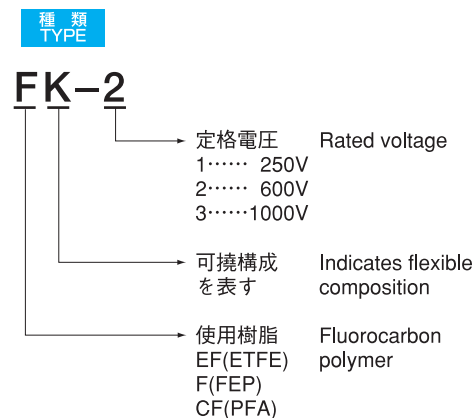 種 類
TYPE
FK-2
定格電圧 Rated voltage
1…… 250V
2…… 600V
3……1000V
可撓構成 Indicates flexible
を表す composition
使用樹脂 Fluorocarbon
EF(ETFE) polymer
F(FEP)
CF(PFA)